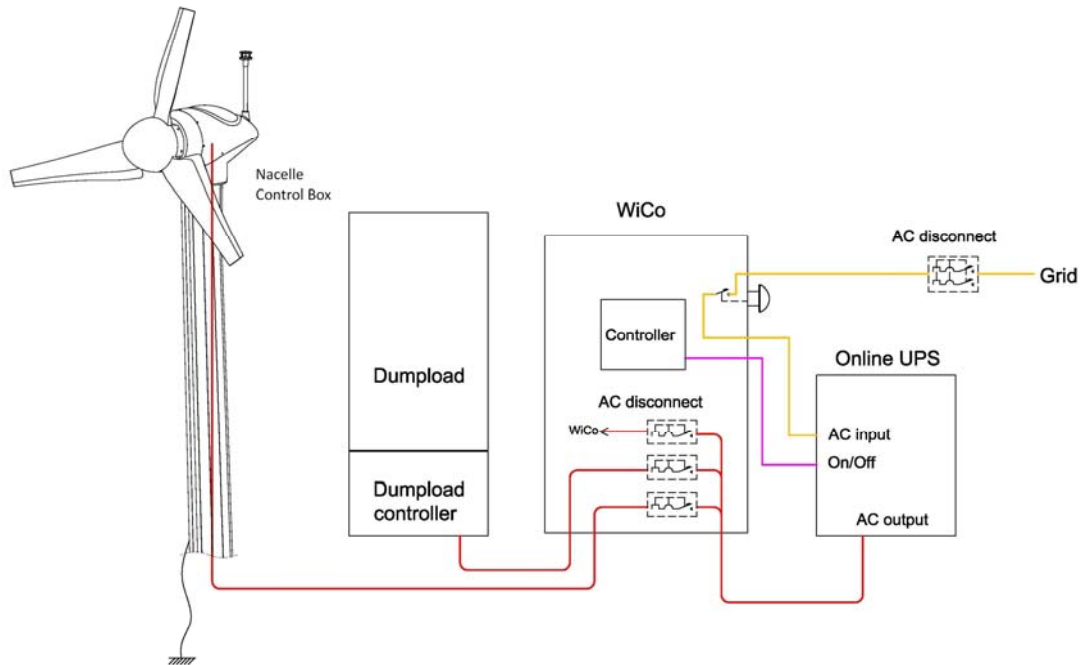 Nacelle
Control Box
WiCo
AC disconnect
Grid
Controller
Online UPS
Dumpload
AC disconnect
WiCo
AC input
On/Off
Dumpload
controller
AC output